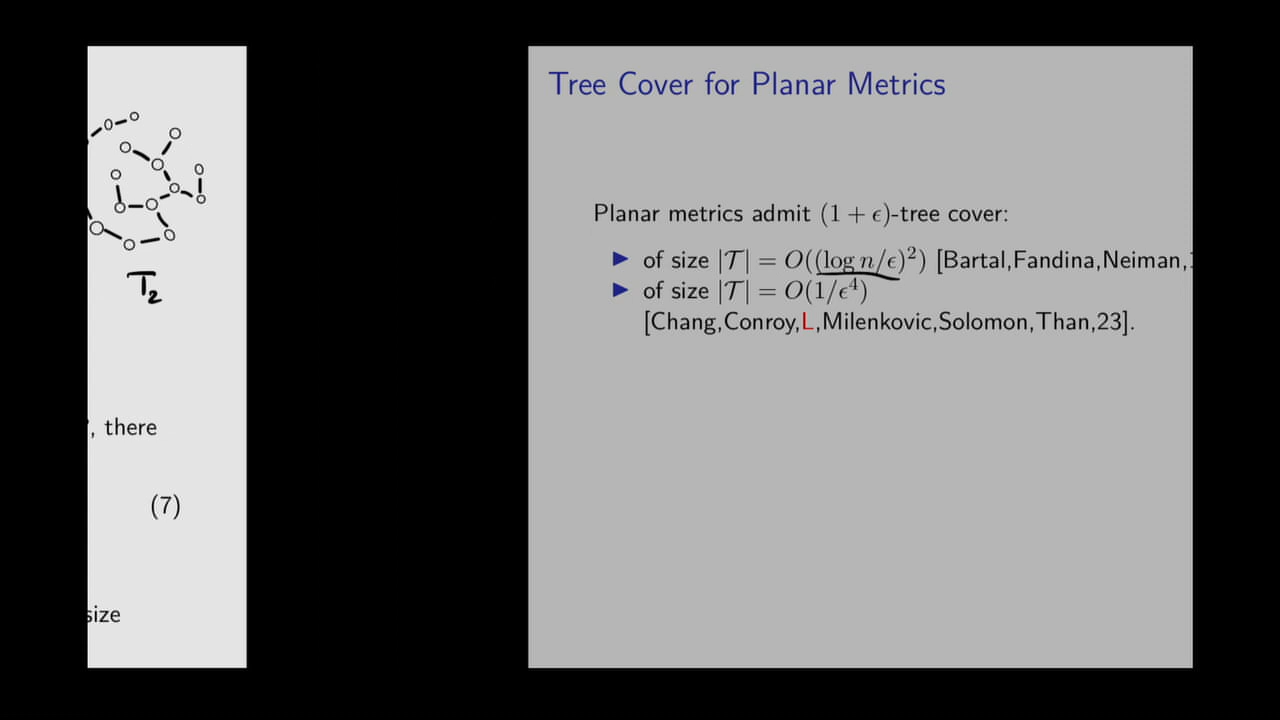 T₂
, there
(7)
size
Tree Cover for Planar Metrics
Planar metrics admit (1 + ϵ)-tree cover:
▶ of size |𝒯| = O((log n/ϵ)²) [Bartal,Fandina,Neiman,
▶ of size |𝒯| = O(1/ϵ⁴)
[Chang,Conroy,L,Milenkovic,Solomon,Than,23].